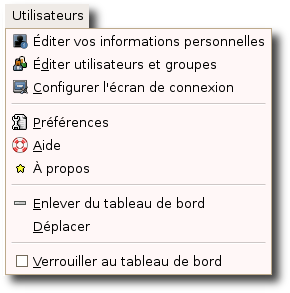 Utilisateurs
Éditer vos informations personnelles
Éditer utilisateurs et groupes
Configurer l'écran de connexion
Préférences
Aide
À propos
Enlever du tableau de bord
Déplacer
Verrouiller au tableau de bord